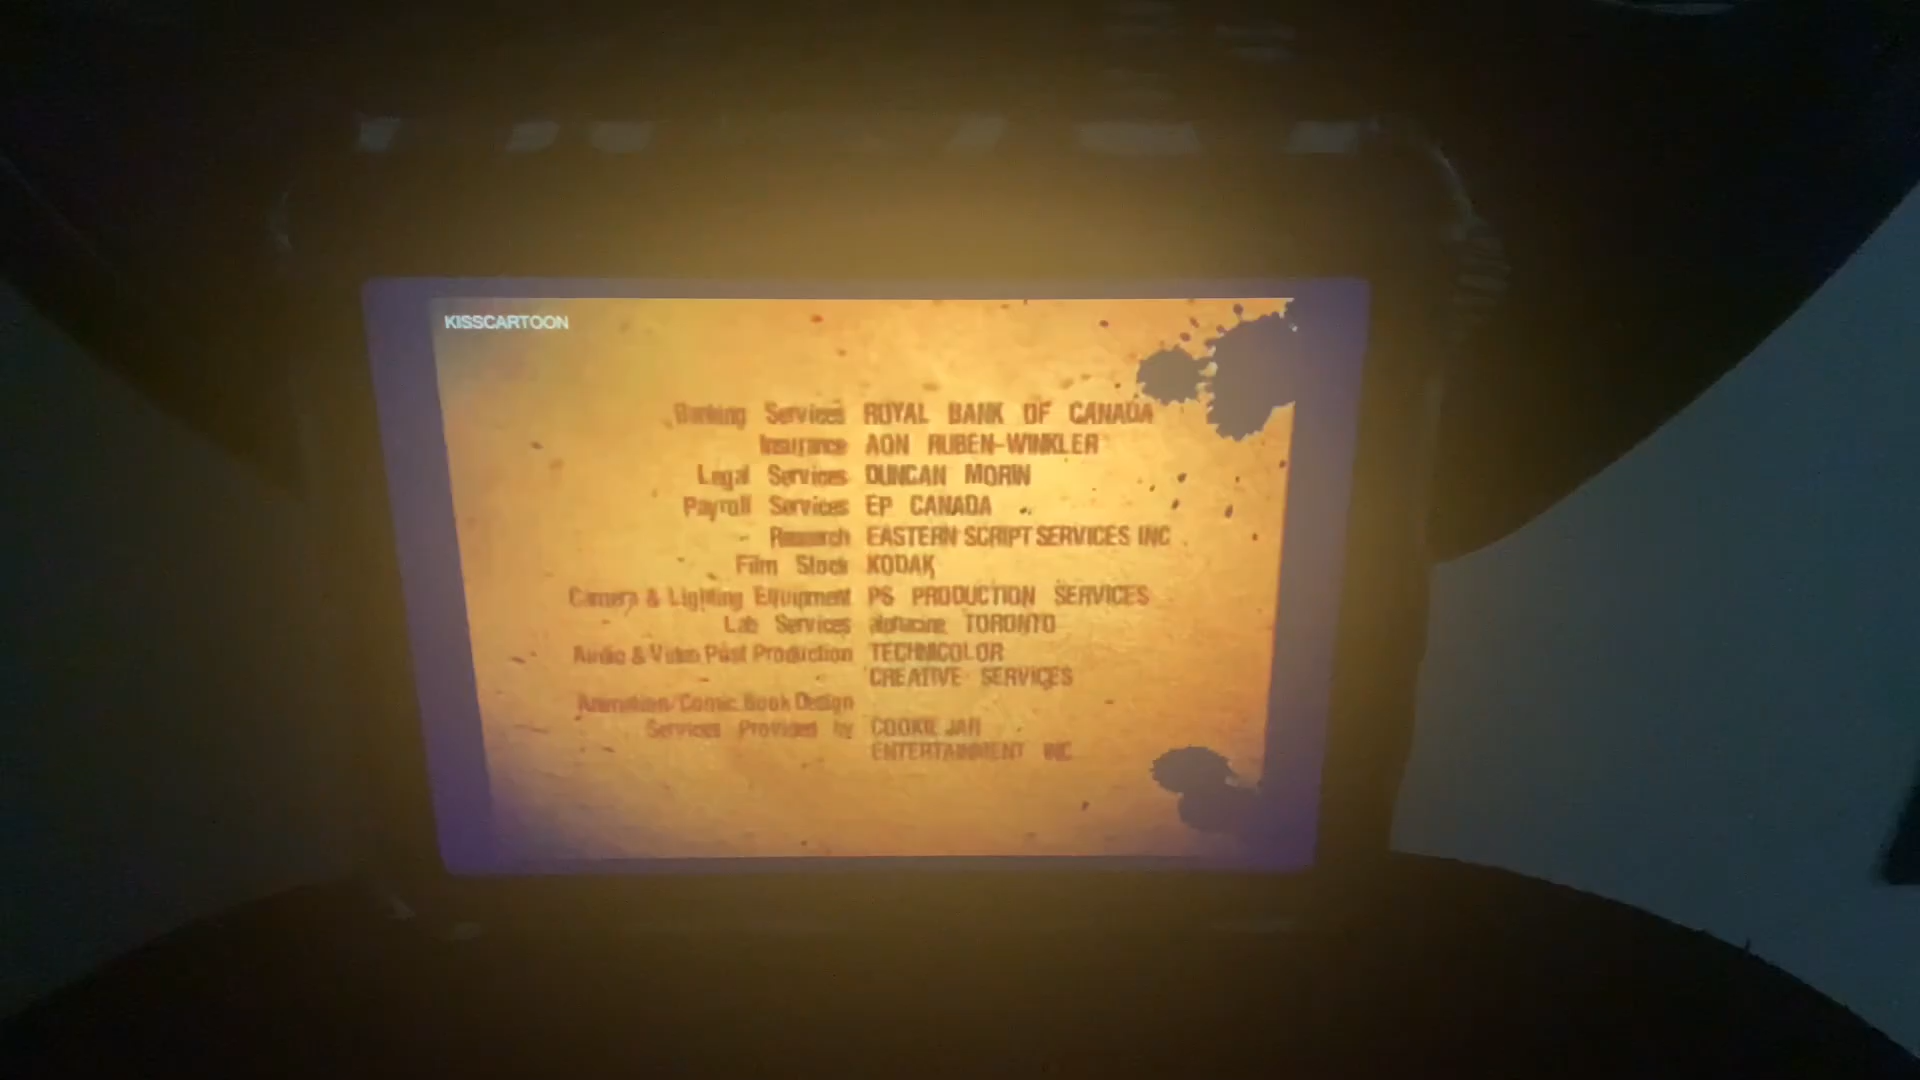 KISSCARTOON
Banking Services ROYAL BANK OF CANADA
Insurance AON RUBEN-WINKLER
Legal Services DUNCAN MORIN
Payroll Services EP CANADA
Research EASTERN SCRIPT SERVICES INC
Film Stock KODAK
Camera & Lighting Equipment PS PRODUCTION SERVICES
Lab Services TORONTO
Audio & Video Post Production TECHNICOLOR
CREATIVE SERVICES
Animation/Comic Book Design
Services Provided by COOKIE JAR
ENTERTAINMENT INC